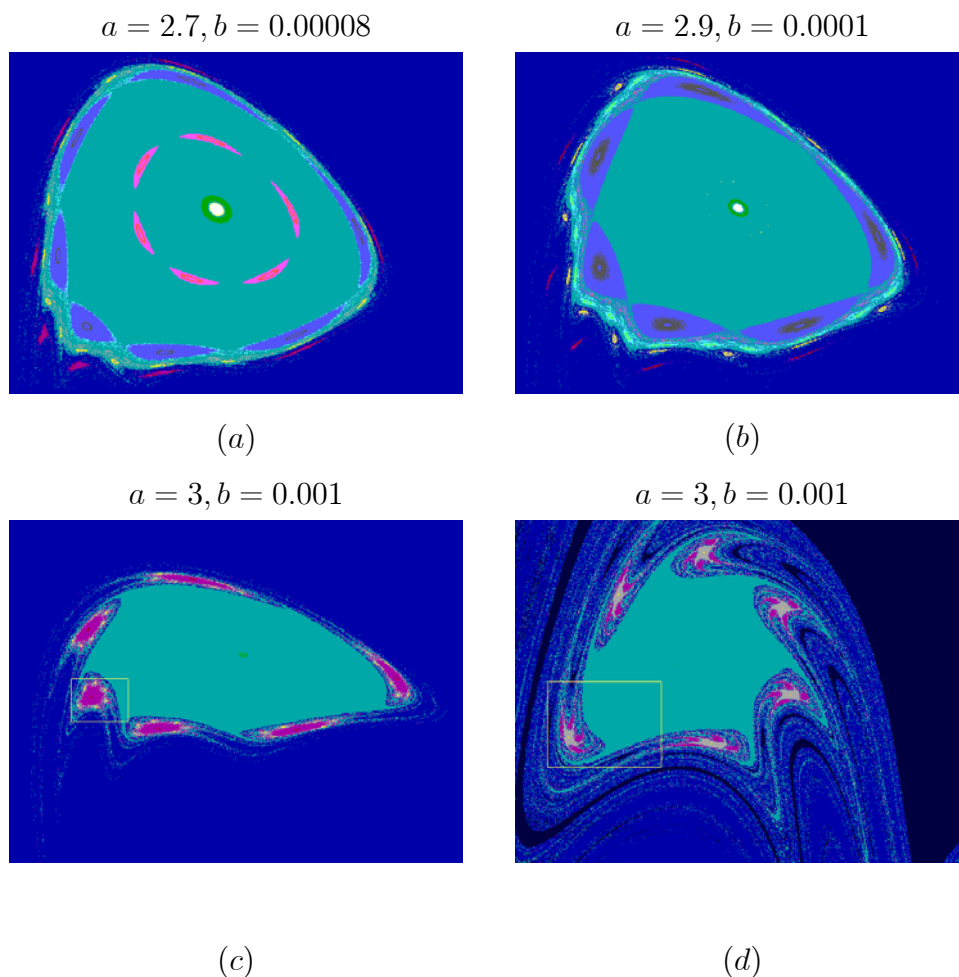 a = 2.7, b = 0.00008
a = 2.9, b = 0.0001
(a)
(b)
a = 3, b = 0.001
a = 3, b = 0.001
(c)
(d)